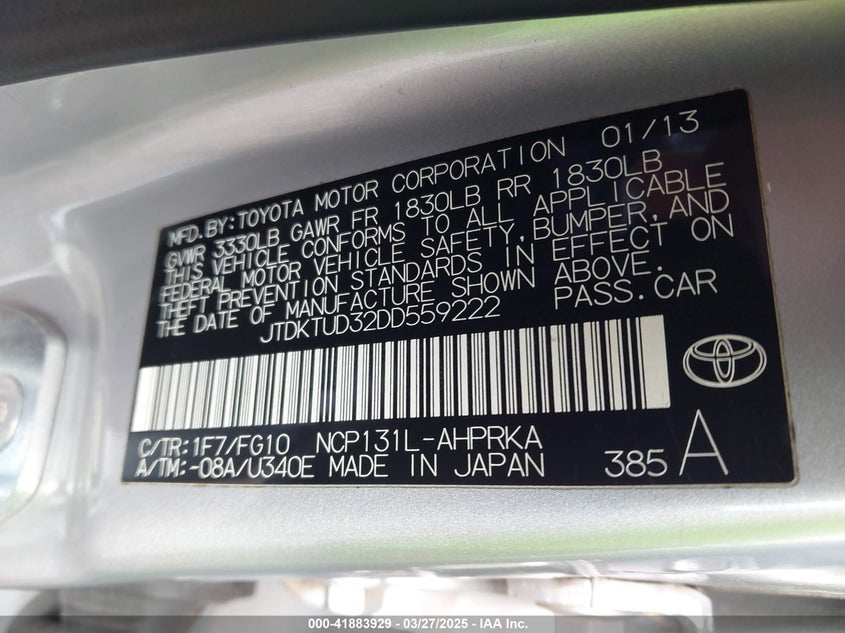 MFD.BY:TOYOTA MOTOR CORPORATION 01/13
GVWR 3330LB GAWR FR 1830LB RR 1830LB
THIS VEHICLE CONFORMS TO ALL APPLICABLE
FEDERAL MOTOR VEHICLE SAFETY,BUMPER,AND
THEFT PREVENTION STANDARDS IN EFFECT ON
THE DATE OF MANUFACTURE SHOWN ABOVE.
JTDKTUD32DD559222 PASS.CAR
C/TR:1F7/FG10 NCP131L-AHPRKA
A/TM:-08A/U340E MADE IN JAPAN 385 A
000-41883929 - 03/27/2025 - IAA Inc.